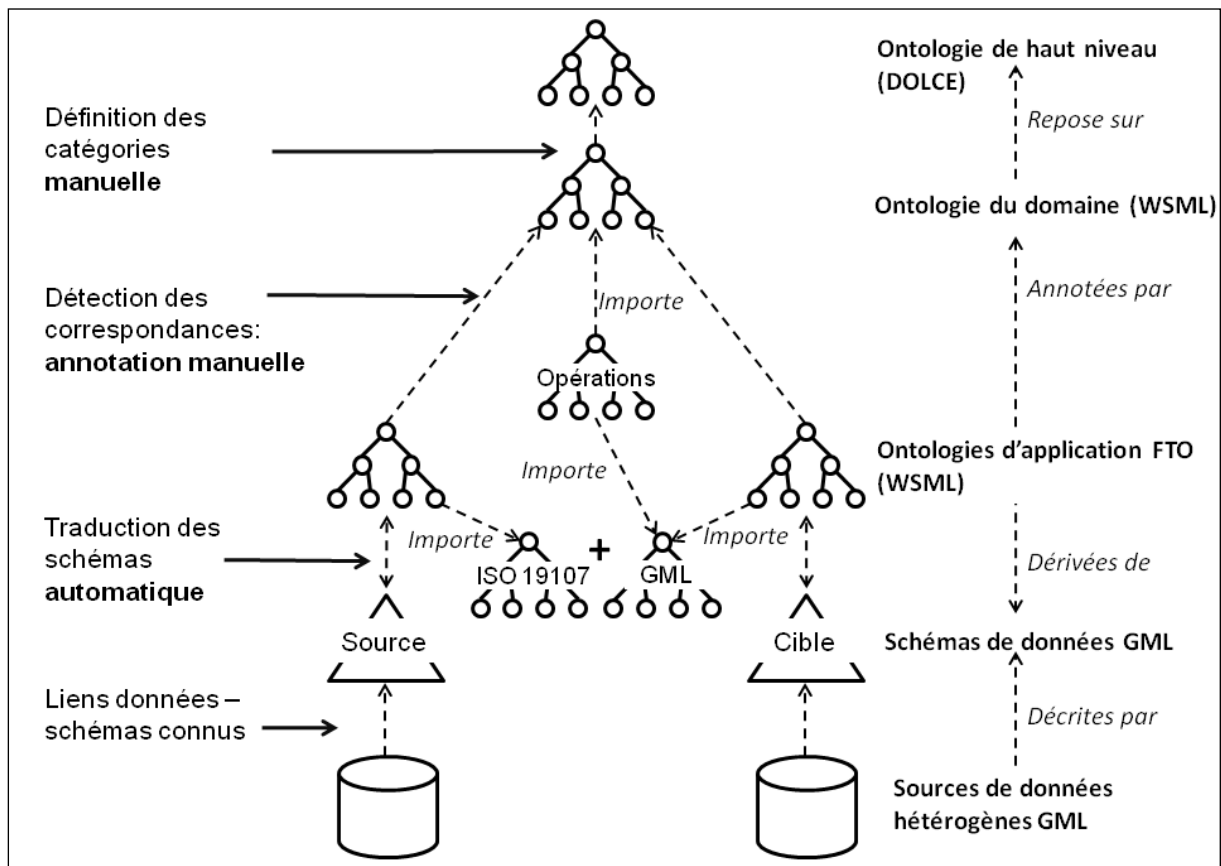 Définition des
catégories
manuelle
Détection des
correspondances:
annotation manuelle
Traduction des
schémas
automatique
Liens données –
schémas connus
Importe
Opérations
Importe
Importe
+
Importe
ISO 19107
GML
Source
Cible
Ontologie de haut niveau
(DOLCE)
Repose sur
Ontologie du domaine (WSML)
Annotées par
Ontologies d'application FTO
(WSML)
Dérivées de
Schémas de données GML
Décrites par
Sources de données
hétérogènes GML